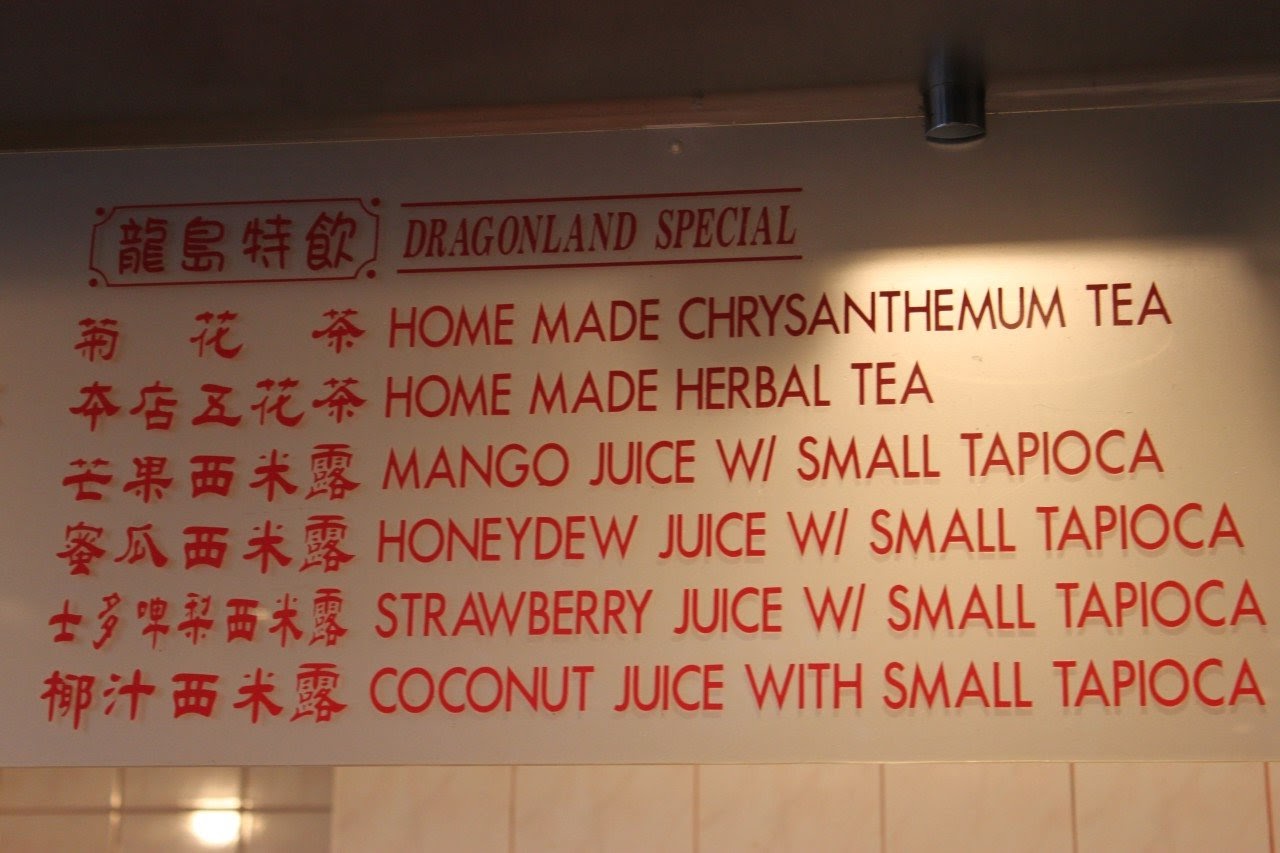 龍島特飲 DRAGONLAND SPECIAL
菊花茶 HOME MADE CHRYSANTHEMUM TEA
本店五花茶 HOME MADE HERBAL TEA
芒果西米露 MANGO JUICE W/ SMALL TAPIOCA
蜜瓜西米露 HONEYDEW JUICE W/ SMALL TAPIOCA
士多啤梨西米露 STRAWBERRY JUICE W/ SMALL TAPIOCA
椰汁西米露 COCONUT JUICE WITH SMALL TAPIOCA